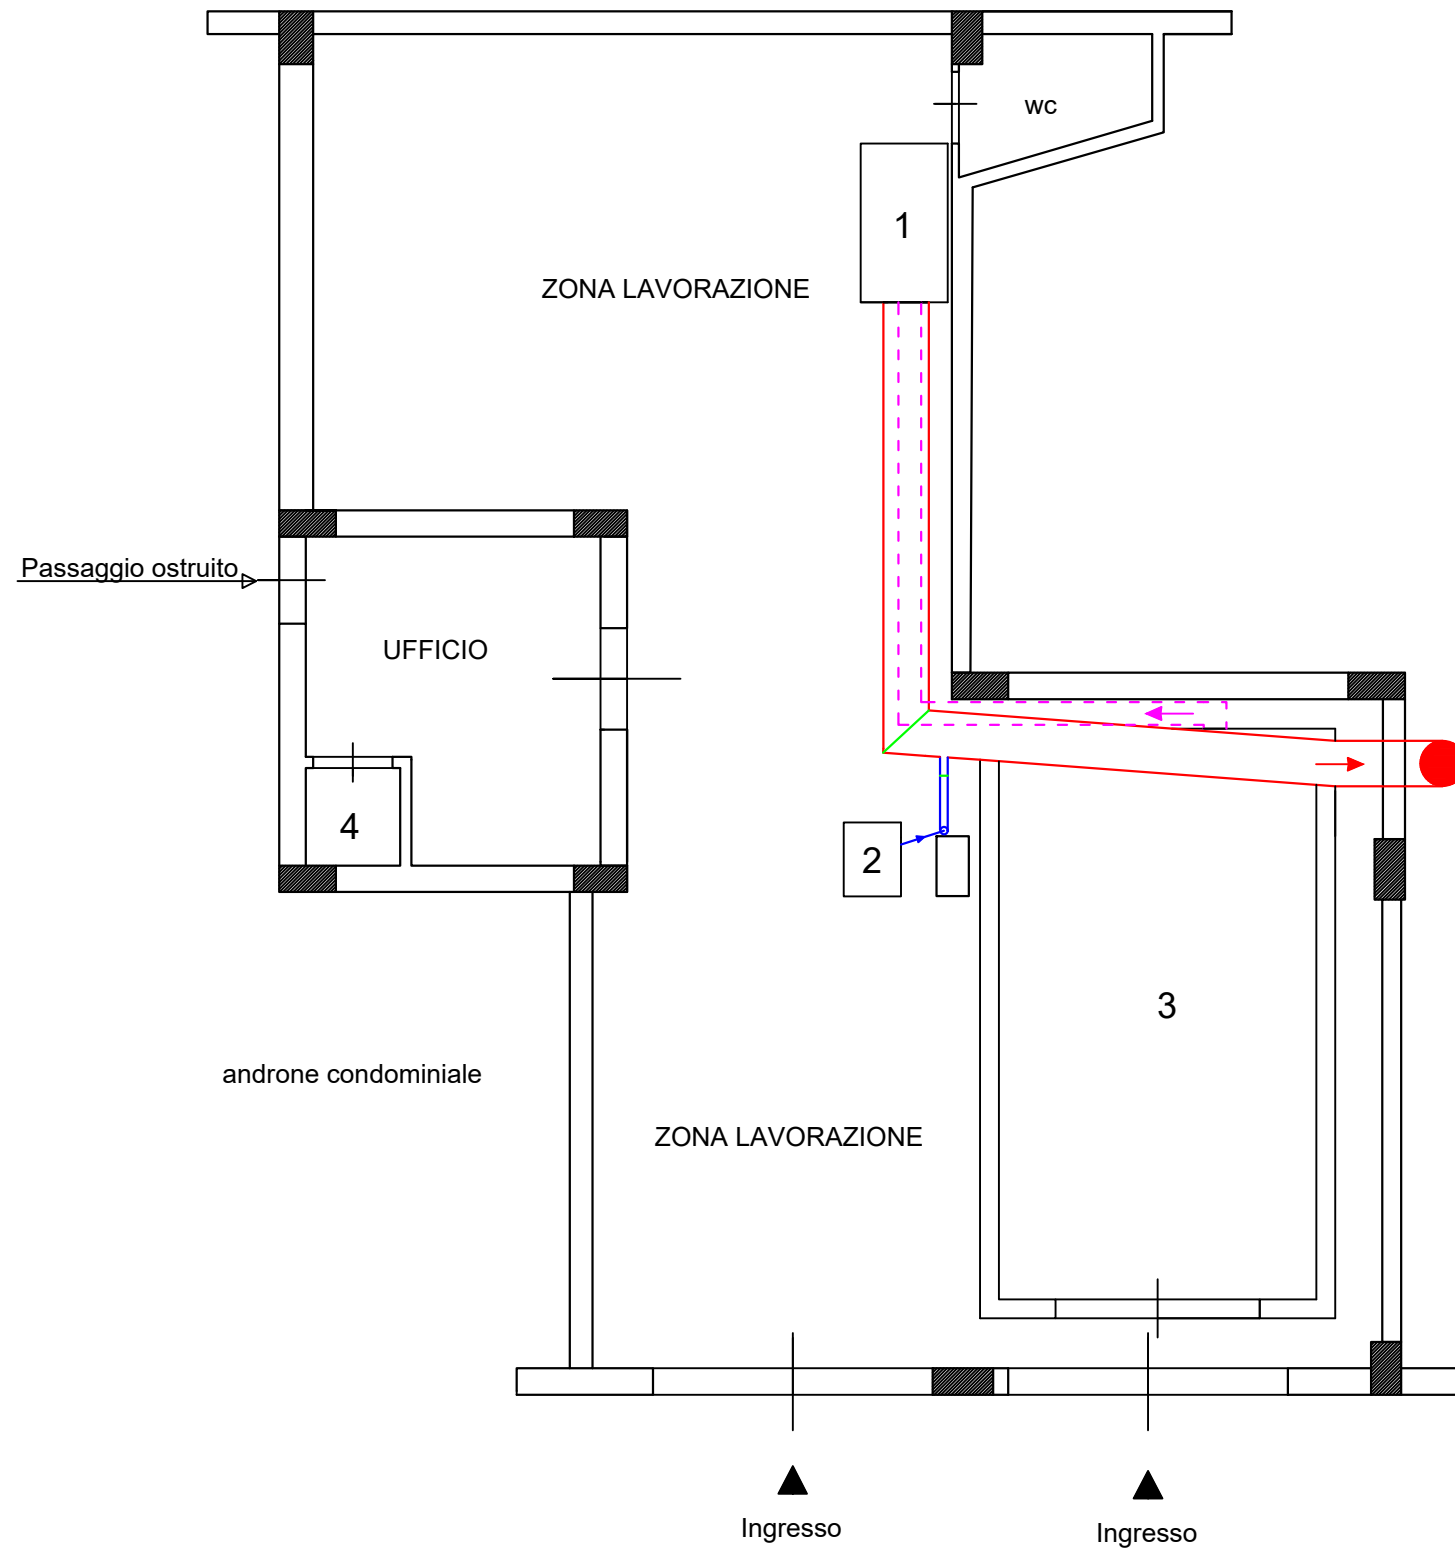 wc
1
ZONA LAVORAZIONE
Passaggio ostruito
UFFICIO
4
2
3
androne condominiale
ZONA LAVORAZIONE
Ingresso
Ingresso